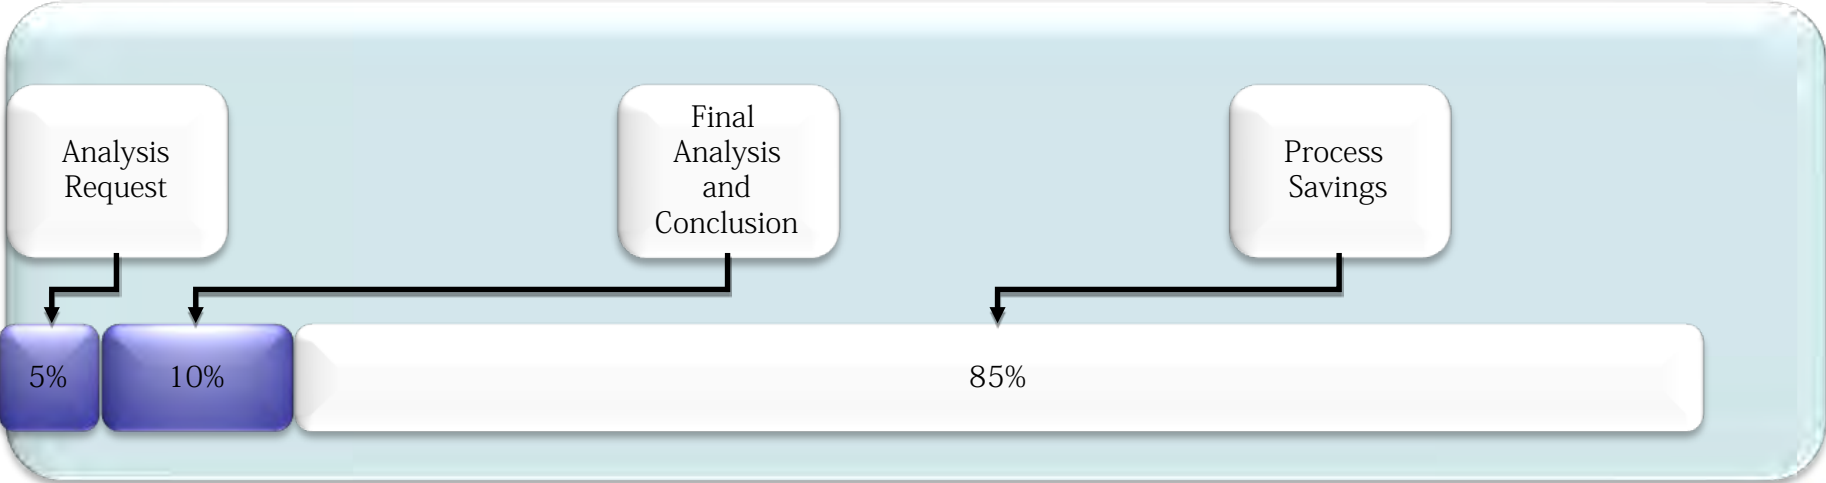 Analysis
Request
Final
Analysis
and
Conclusion
Process
Savings
5%
10%
85%